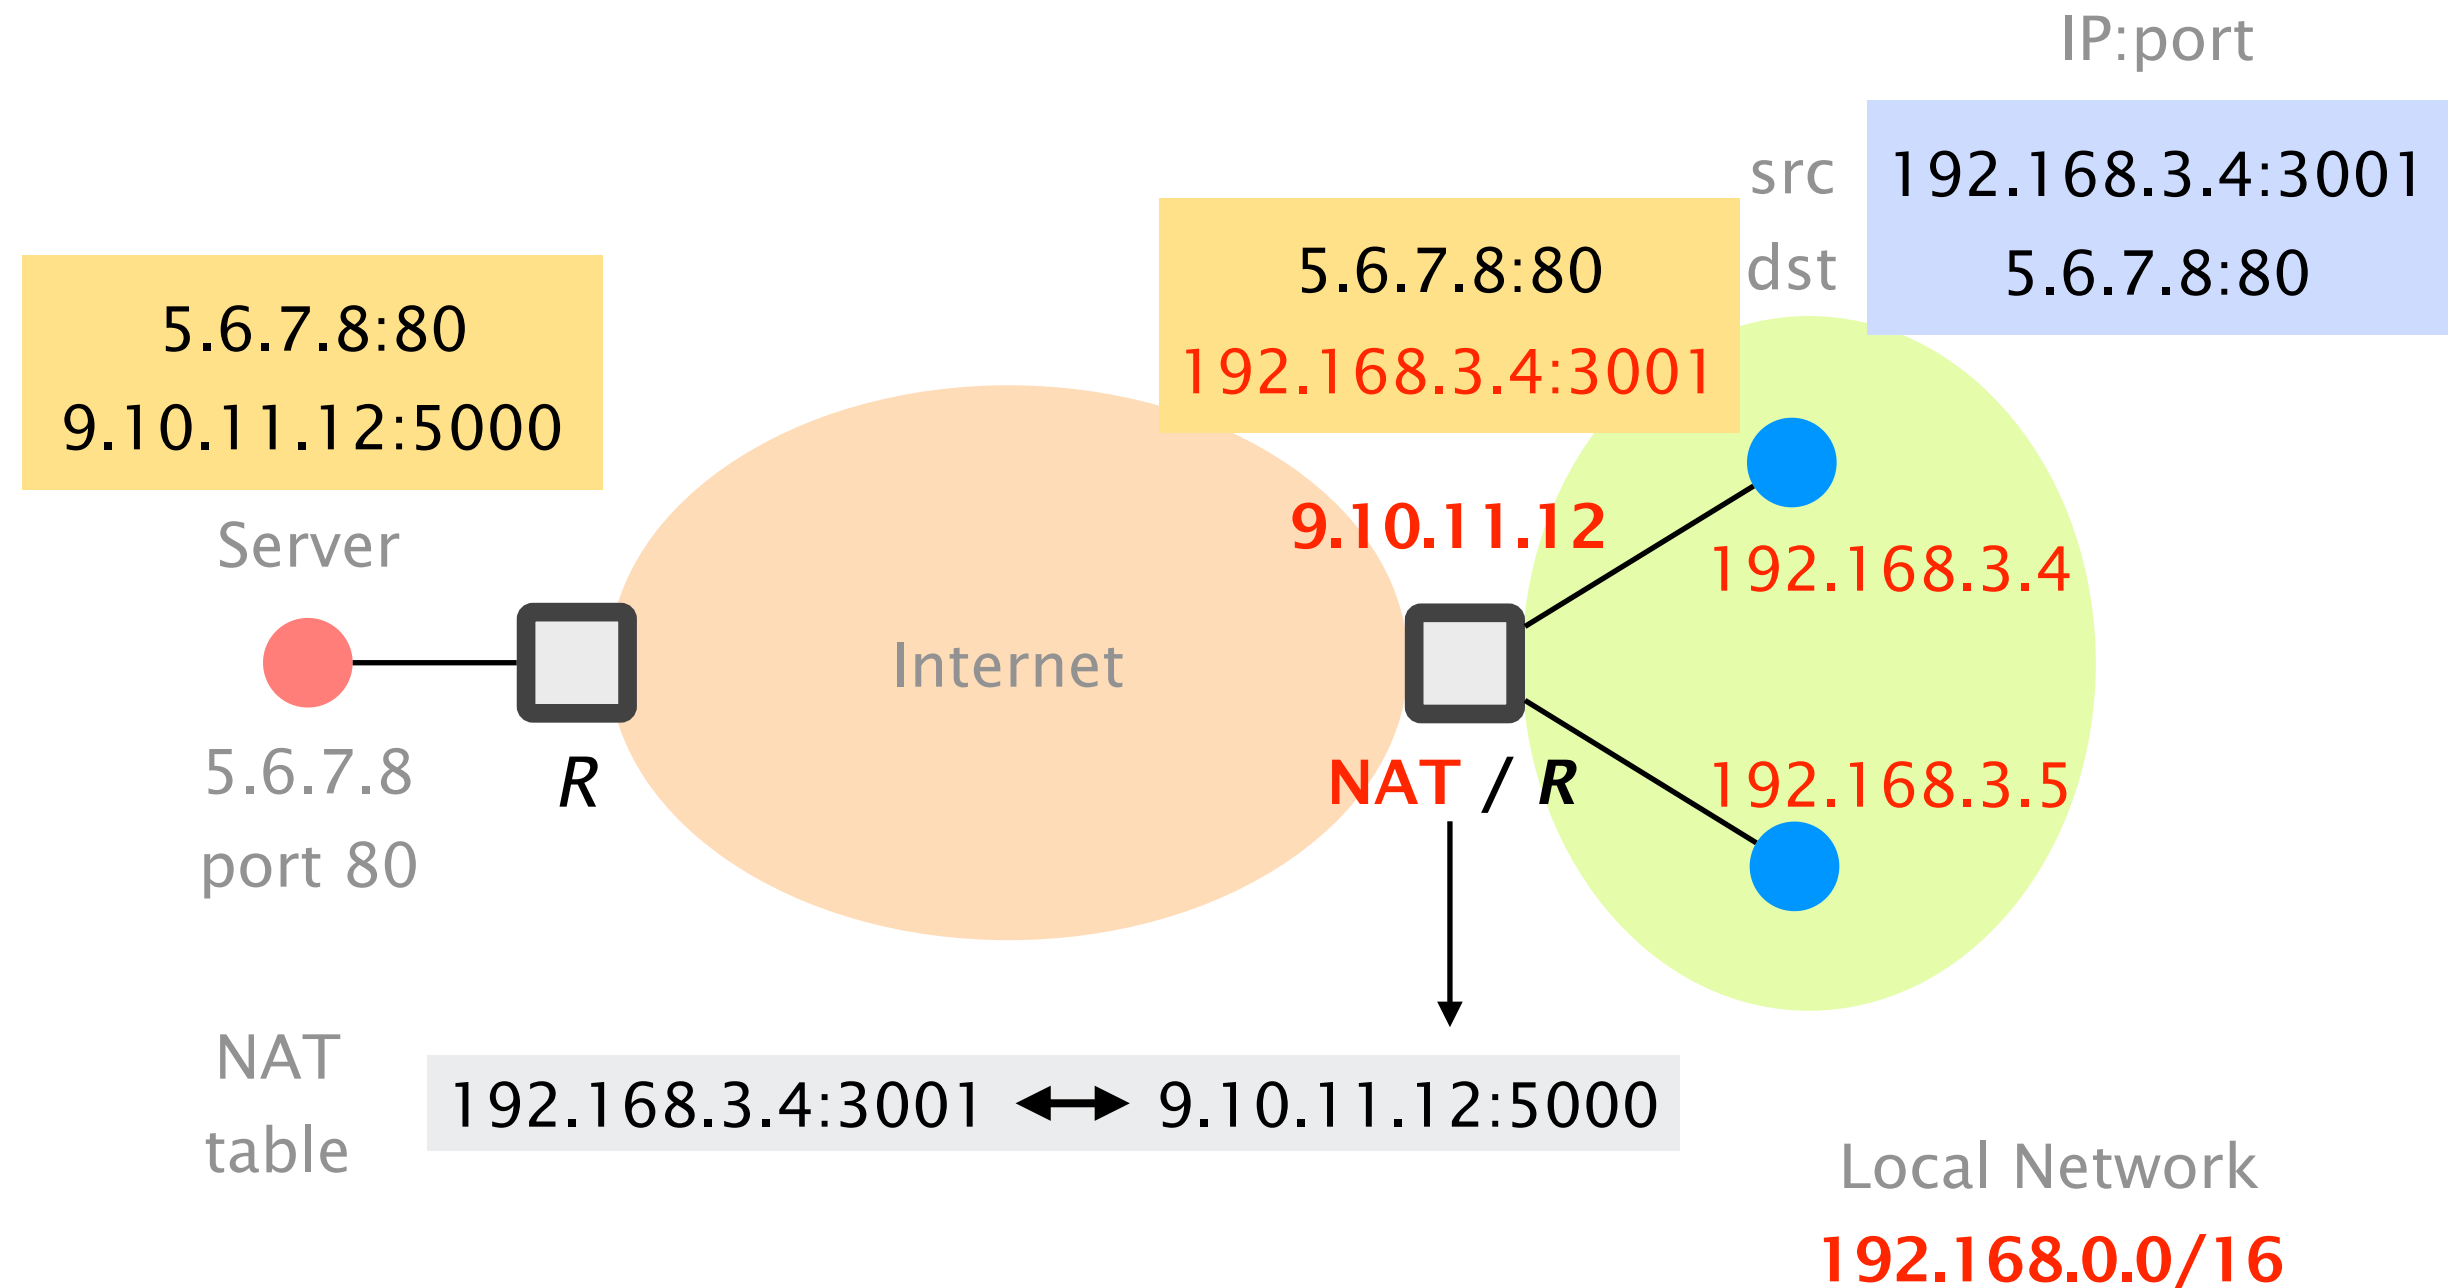 IP:port
src 192.168.3.4:3001
dst 5.6.7.8:80
5.6.7.8:80
192.168.3.4:3001
5.6.7.8:80
9.10.11.12:5000
Server
5.6.7.8
port 80
R
Internet
9.10.11.12
NAT / R
192.168.3.4
192.168.3.5
NAT
table
192.168.3.4:3001 ↔ 9.10.11.12:5000
Local Network
192.168.0.0/16